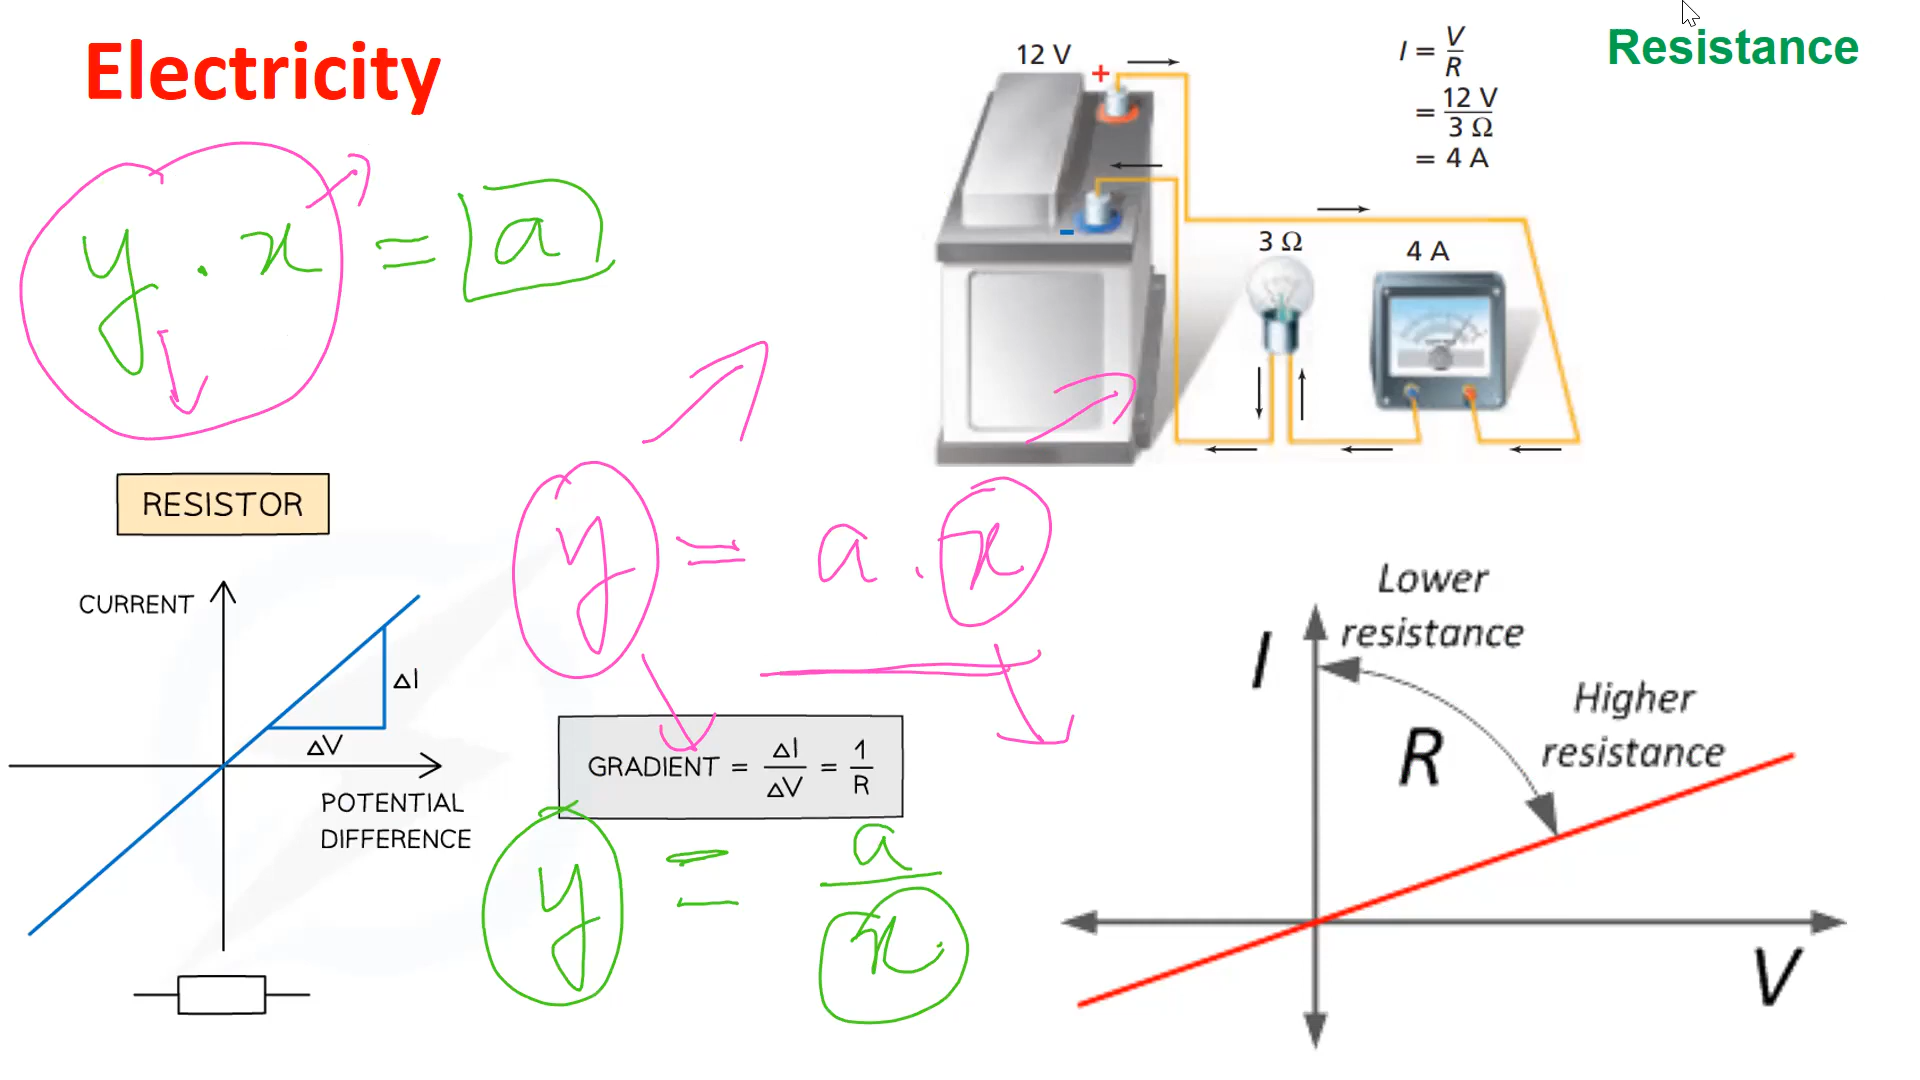 Electricity
Resistance
12 V
+
I = V/R
= 12 V/3 Ω
= 4 A
y . x = a
-
3 Ω
4 A
RESISTOR
y = a . x
CURRENT
ΔI
ΔV
POTENTIAL
DIFFERENCE
GRADIENT = ΔI/ΔV = 1/R
y = a/x
Lower
resistance
I
Higher
resistance
R
V